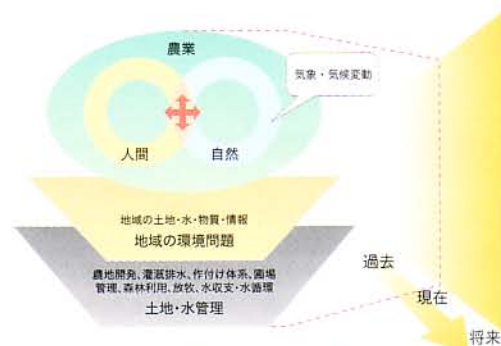 農業
気象・気候変動
人間
自然
地域の土地・水・物質・情報
地域の環境問題
農地開発、灌漑排水、作付け体系、圃場
管理、森林利用、放牧、水収支・水循環
土地・水管理
過去
現在
将来